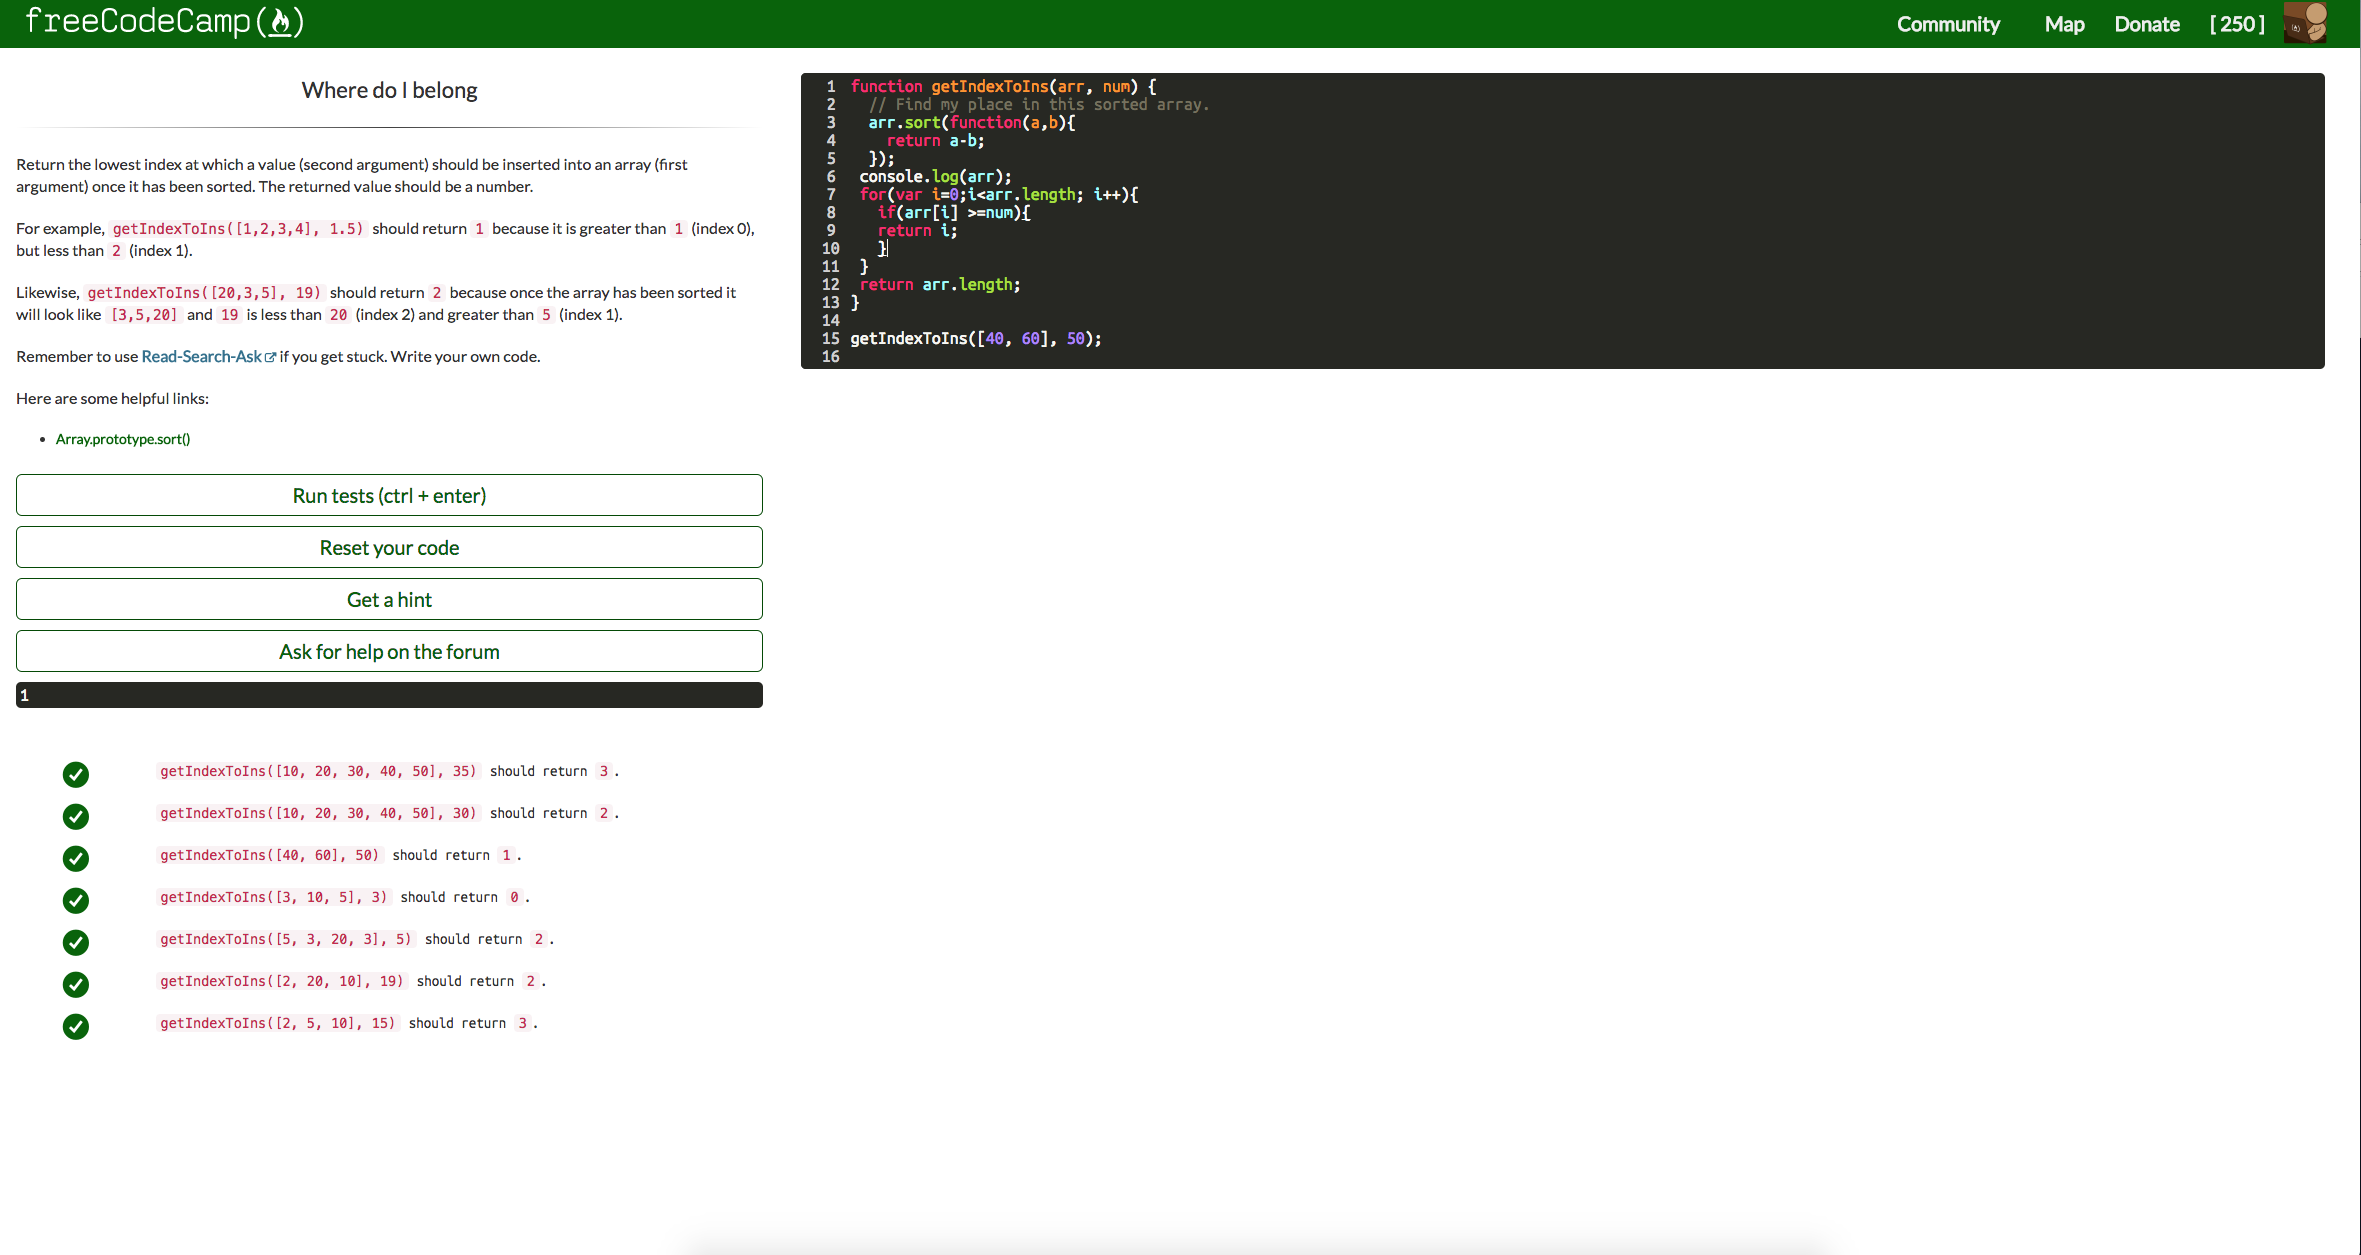 freeCodeCamp
Community Map Donate [ 250 ]
Where do I belong
Return the lowest index at which a value (second argument) should be inserted into an array (first
argument) once it has been sorted. The returned value should be a number.
For example, getIndexToIns([1,2,3,4], 1.5) should return 1 because it is greater than 1 (index 0),
but less than 2 (index 1).
Likewise, getIndexToIns([20,3,5], 19) should return 2 because once the array has been sorted it
will look like [3,5,20] and 19 is less than 20 (index 2) and greater than 5 (index 1).
Remember to use Read-Search-Ask if you get stuck. Write your own code.
Here are some helpful links:
• Array.prototype.sort()
Run tests (ctrl + enter)
Reset your code
Get a hint
Ask for help on the forum
1
getIndexToIns([10, 20, 30, 40, 50], 35) should return 3.
getIndexToIns([10, 20, 30, 40, 50], 30) should return 2.
getIndexToIns([40, 60], 50) should return 1.
getIndexToIns([3, 10, 5], 3) should return 0.
getIndexToIns([5, 3, 20, 3], 5) should return 2.
getIndexToIns([2, 20, 10], 19) should return 2.
getIndexToIns([2, 5, 10], 15) should return 3.
1 function getIndexToIns(arr, num) {
2 // Find my place in this sorted array.
3 arr.sort(function(a,b){
4 return a-b;
5 });
6 console.log(arr);
7 for(var i=0;i<arr.length; i++){
8 if(arr[i] >=num){
9 return i;
10 }
11 }
12 return arr.length;
13 }
14
15 getIndexToIns([40, 60], 50);
16